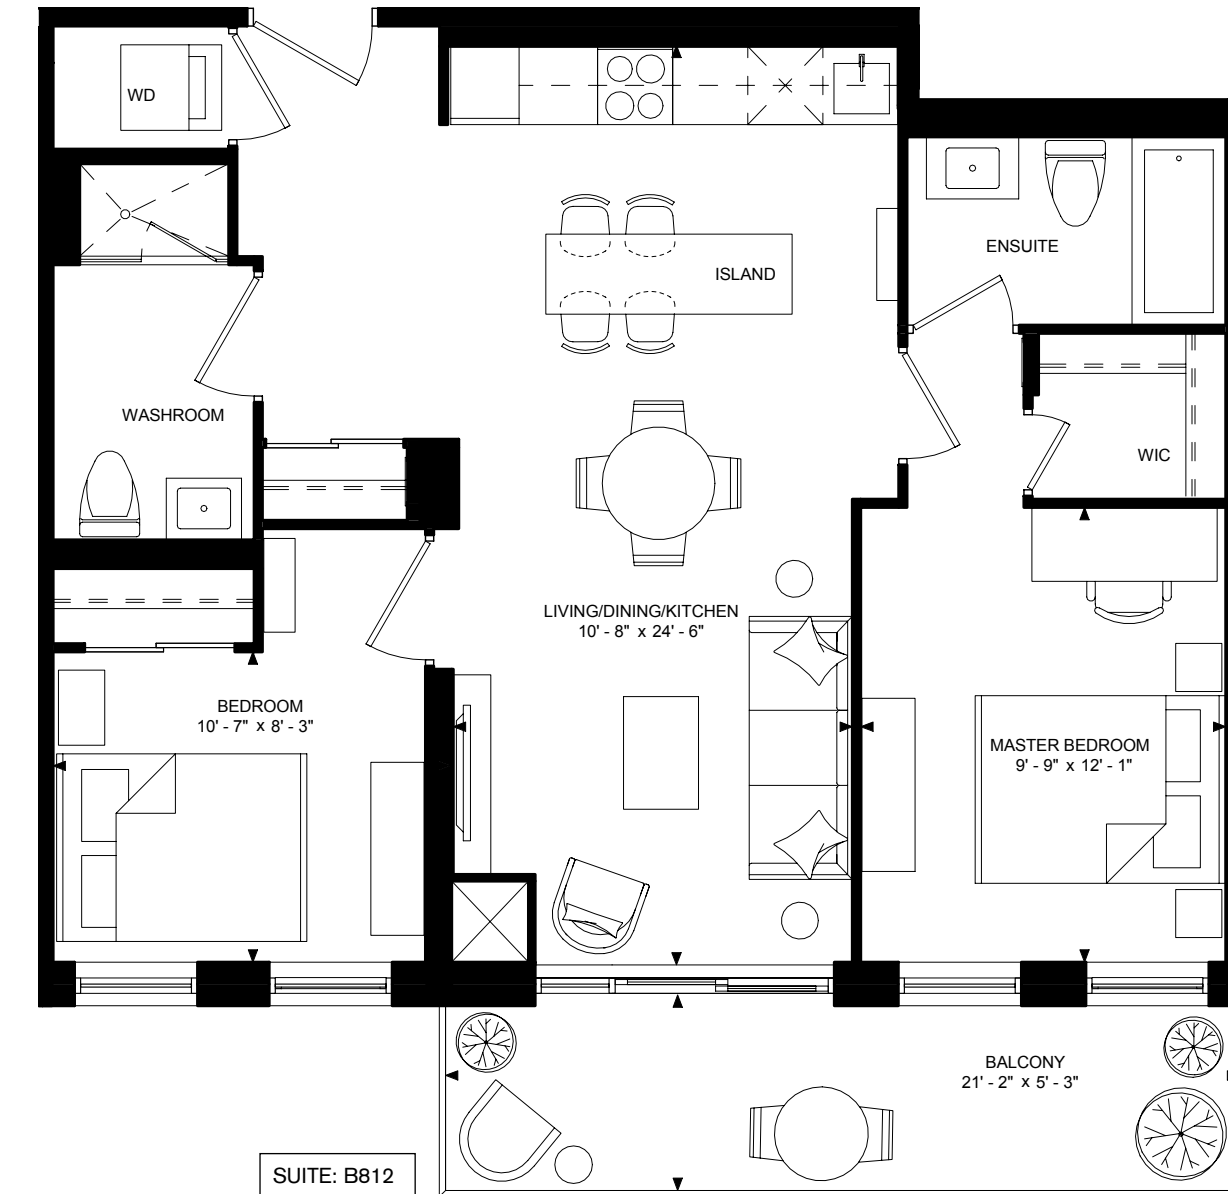 WD
ENSUITE
ISLAND
WASHROOM
WIC
LIVING/DINING/KITCHEN
10' - 8" x 24' - 6"
BEDROOM
10' - 7" x 8' - 3"
MASTER BEDROOM
9' - 9" x 12' - 1"
BALCONY
21' - 2" x 5' - 3"
SUITE: B812